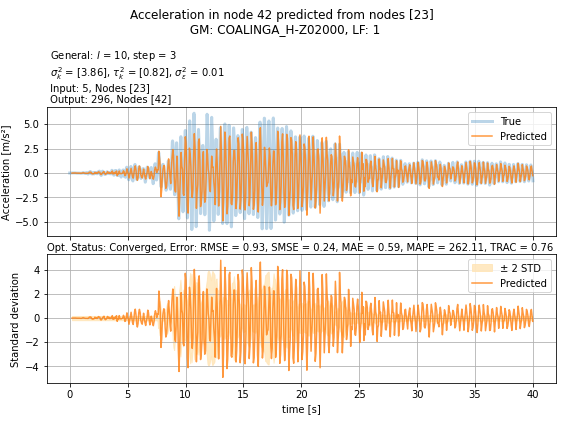 Acceleration in node 42 predicted from nodes [23]
GM: COALINGA_H-Z02000, LF: 1
General: l = 10, step = 3
σ²ₖ = [3.86], τ²ₖ = [0.82], σ²ᵣ = 0.01
Input: 5, Nodes [23]
Output: 296, Nodes [42]
Acceleration [m/s²]
5.0
2.5
0.0
−2.5
−5.0
True
Predicted
Opt. Status: Converged, Error: RMSE = 0.93, SMSE = 0.24, MAE = 0.59, MAPE = 262.11, TRAC = 0.76
Standard deviation
4
2
0
−2
−4
± 2 STD
Predicted
0 5 10 15 20 25 30 35 40
time [s]